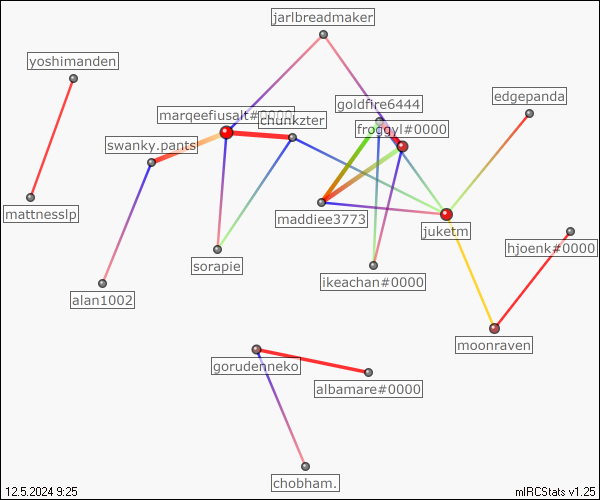 jarlbreadmaker
yoshimanden
goldfire6444
edgepanda
marqeefiusalt#0000
chunkzter
froggyl#0000
swanky.pants
mattnesslp
maddiee3773
juketm
hjoenk#0000
sorapie
ikeachan#0000
alan1002
moonraven
gorudenneko
albamare#0000
chobham.
12.5.2024 9:25
mIRCStats v1.25